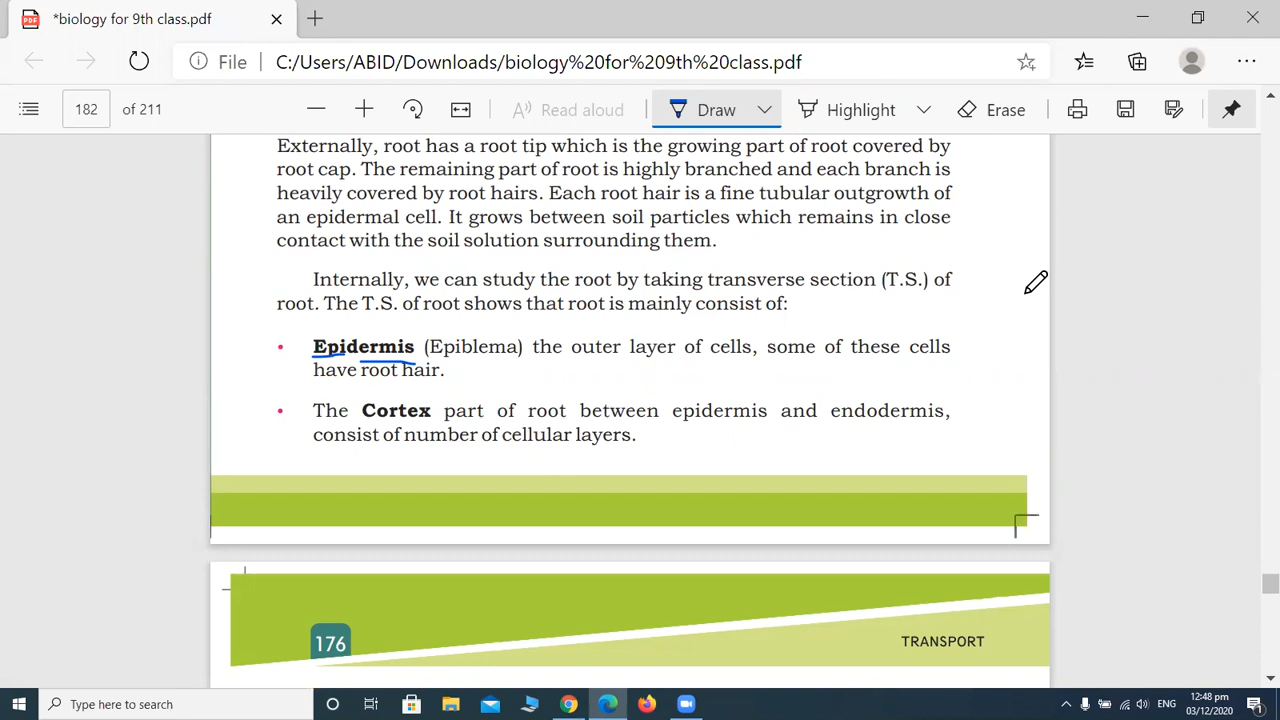 *biology for 9th class.pdf
File C:/Users/ABID/Downloads/biology%20for%209th%20class.pdf
182 of 211 Read aloud Draw Highlight Erase
Externally, root has a root tip which is the growing part of root covered by
root cap. The remaining part of root is highly branched and each branch is
heavily covered by root hairs. Each root hair is a fine tubular outgrowth of
an epidermal cell. It grows between soil particles which remains in close
contact with the soil solution surrounding them.
Internally, we can study the root by taking transverse section (T.S.) of
root. The T.S. of root shows that root is mainly consist of:
• Epidermis (Epiblema) the outer layer of cells, some of these cells
have root hair.
• The Cortex part of root between epidermis and endodermis,
consist of number of cellular layers.
176 TRANSPORT
Type here to search
ENG 12:48 pm
03/12/2020